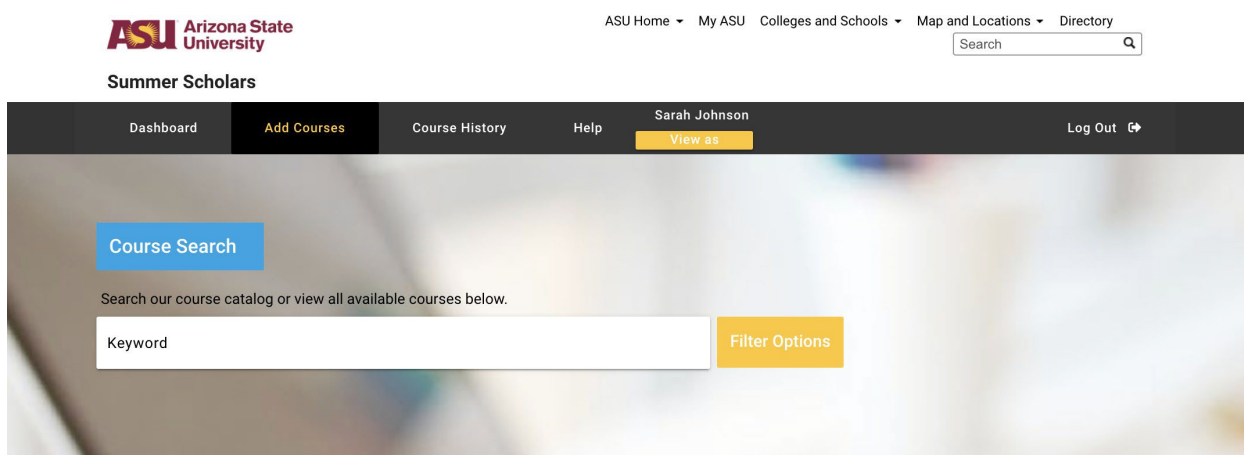 ASU Arizona State University
ASU Home My ASU Colleges and Schools Map and Locations Directory
Search
Summer Scholars
Dashboard Add Courses Course History Help Sarah Johnson Log Out
View as
Course Search
Search our course catalog or view all available courses below.
Keyword Filter Options